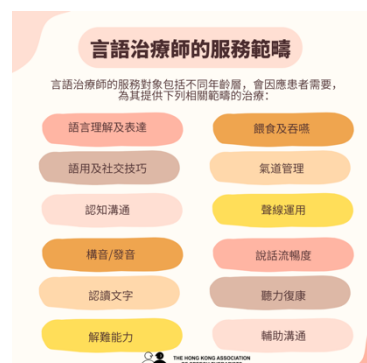 言語治療師的服務範疇
言語治療師的服務對象包括不同年齡層，會因應患者需要，
為其提供下列相關範疇的治療：
語言理解及表達
餵食及吞嚥
語用及社交技巧
氣道管理
認知溝通
聲線運用
構音/發音
說話流暢度
認讀文字
聽力復康
解難能力
輔助溝通
THE HONG KONG ASSOCIATION